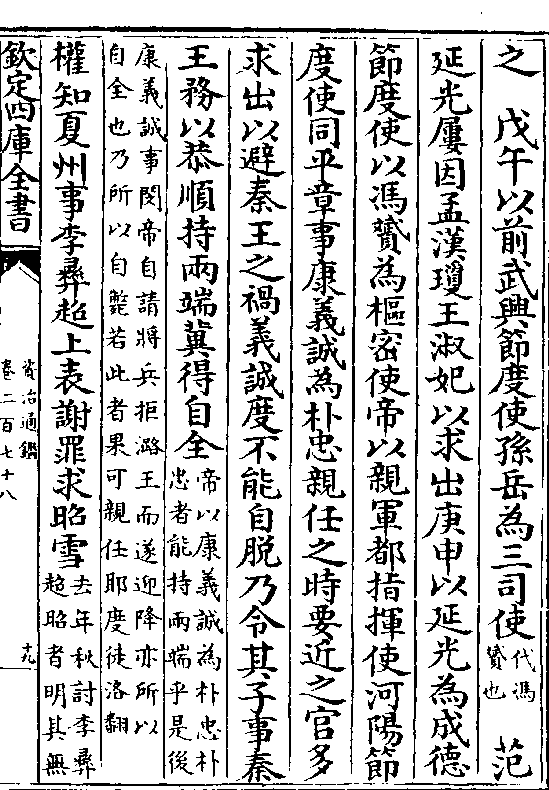 之　戊午以前武興節度使孫岳為三司使代馮贇也　范
延光屢因孟漢瓊王淑妃以求出庚申以延光為成德
節度使以馮贇為樞密使帝以親軍都指揮使河陽節
度使同平章事康義誠為朴忠親任之時要近之官多
求出以避秦王之禍義誠度不能自脫乃令其子事秦
王務以恭順持兩端冀得自全帝以康義誠為朴忠朴忠者能持兩端乎是後
康義誠事閔帝自請將兵拒潞王而遂迎降亦所以
自全也乃所以自斃若此者果可親任耶度徒洛翻
權知夏州事李彝超上表謝罪求昭雪去年秋討李彝超昭者明其無
欽定四庫全書
資治通鑑
卷二百七十八
十九